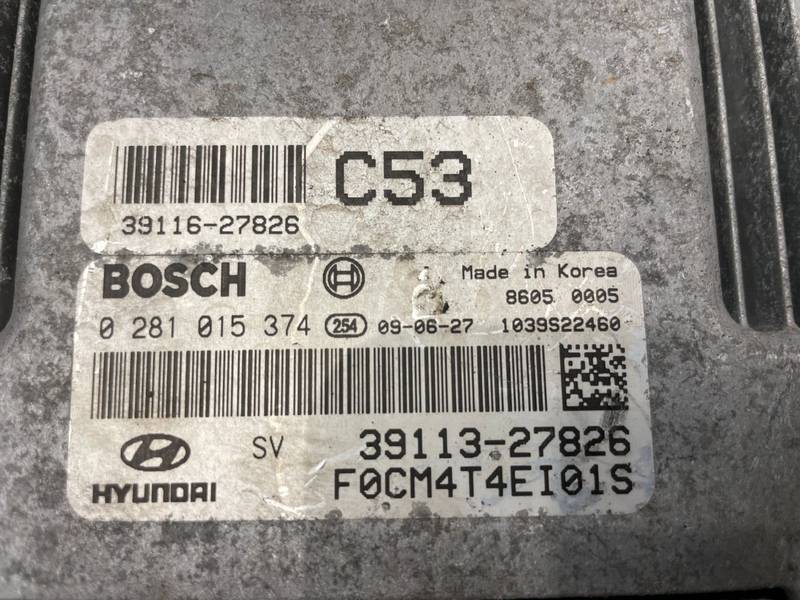 C53
39116-27826
BOSCH Made in Korea
8605 0005
0 281 015 374 254 09-06-27 1039S22460
SV 39113-27826
HYUNDAI F0CM4T4EI01S